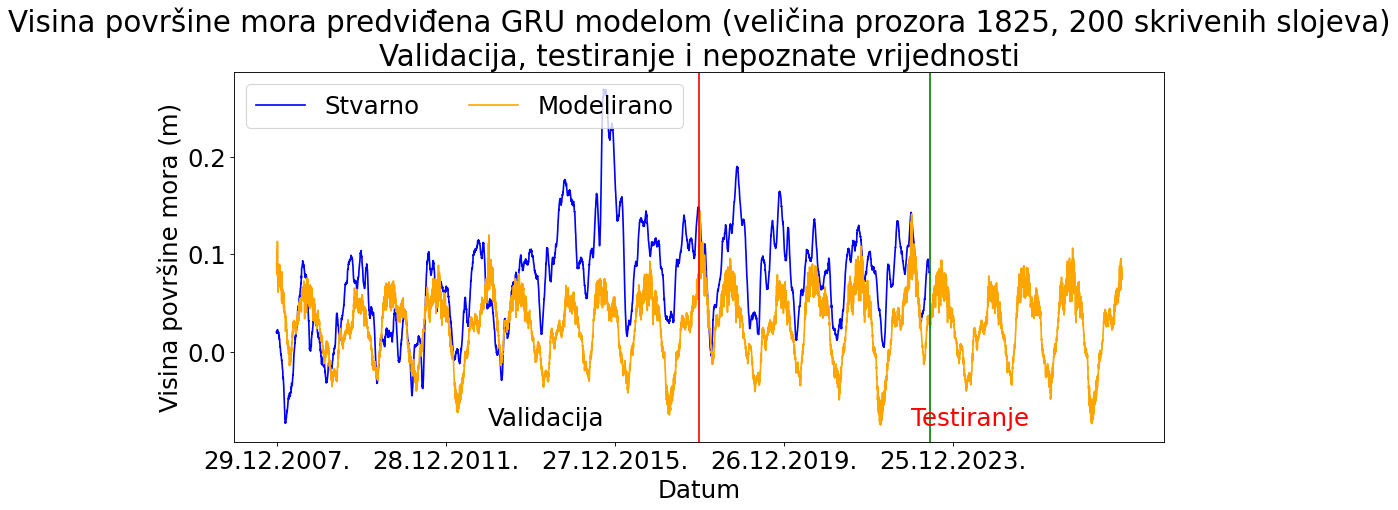 Visina površine mora predviđena GRU modelom (veličina prozora 1825, 200 skrivenih slojeva)
Validacija, testiranje i nepoznate vrijednosti
Stvarno Modelirano
Visina površine mora (m)
0.2
0.1
0.0
Validacija Testiranje
29.12.2007. 28.12.2011. 27.12.2015. 26.12.2019. 25.12.2023.
Datum